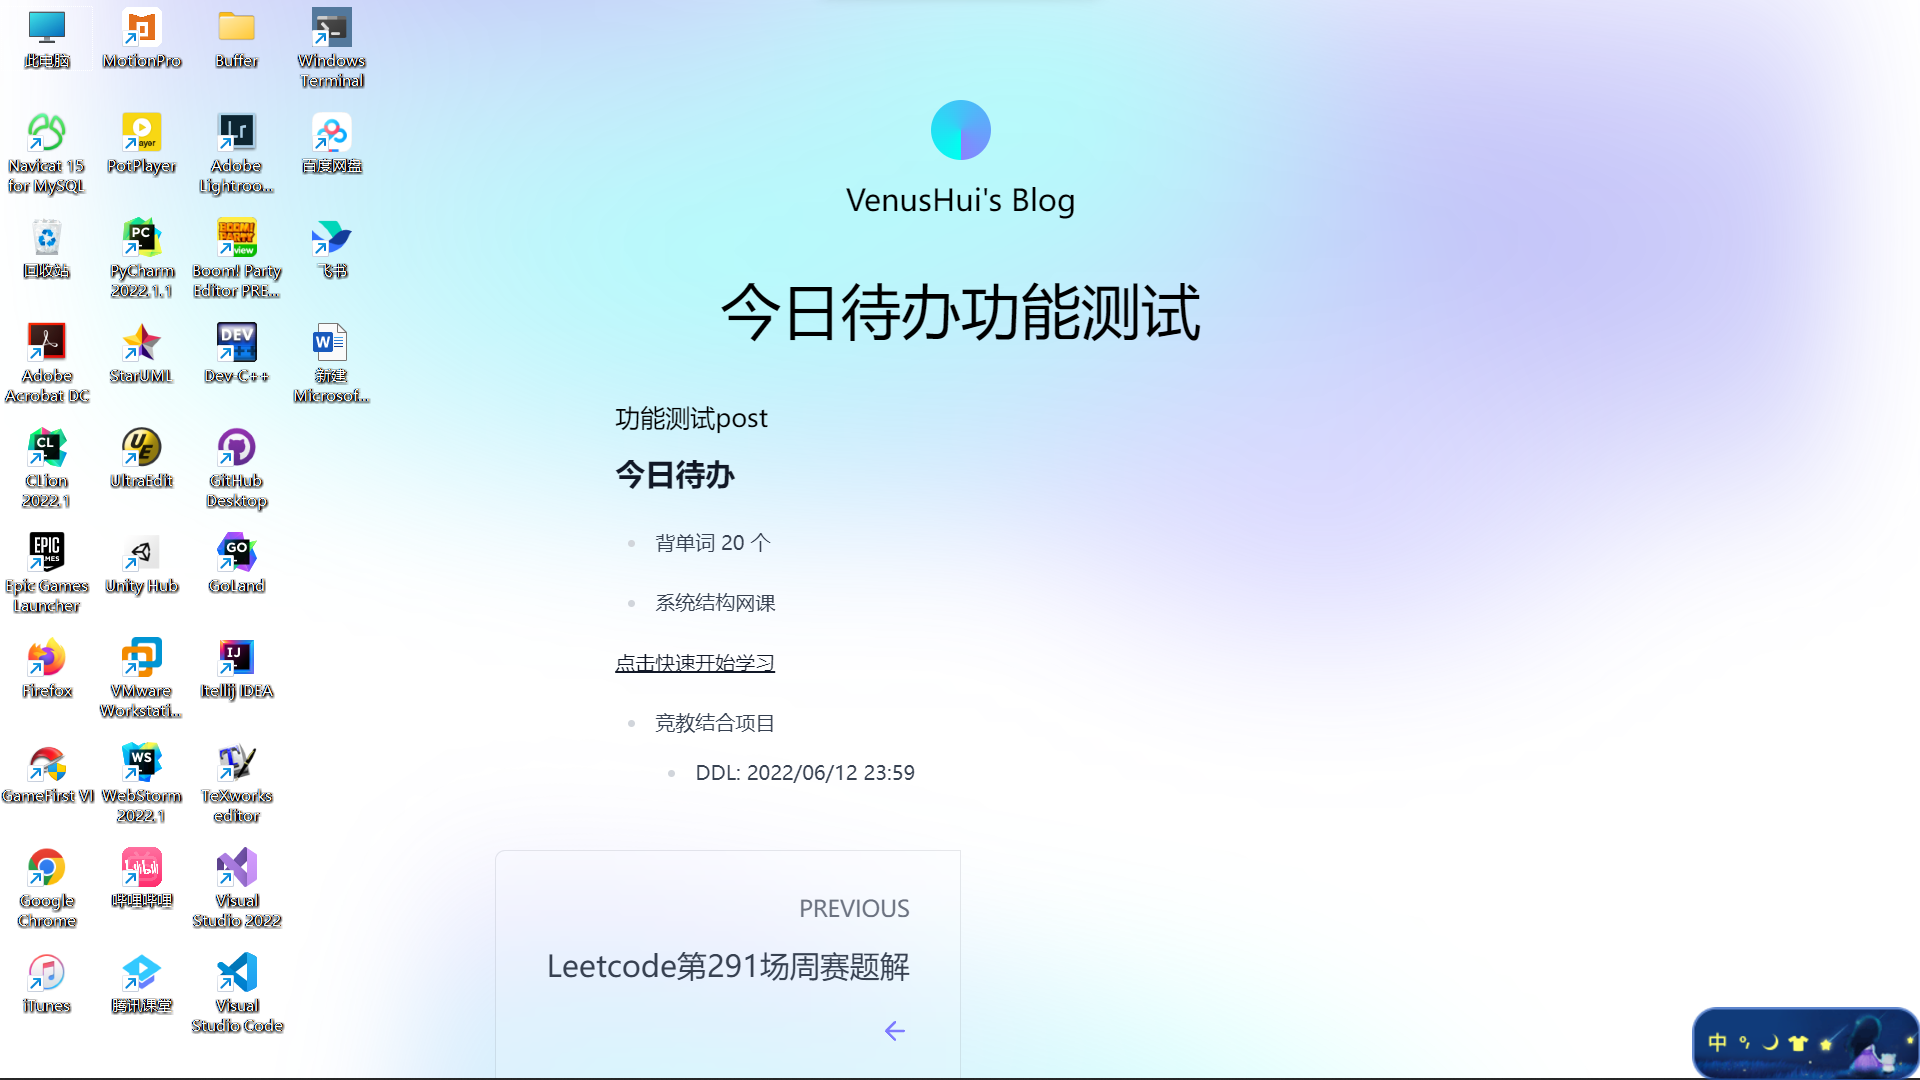 此电脑
MotionPro
Buffer
Windows
Terminal
Navicat 15
for MySQL
PotPlayer
Adobe
Lightroo...
百度网盘
回收站
PyCharm
2022.1.1
Boom! Party
Editor PRE...
飞书
Adobe
Acrobat DC
StarUML
Dev-C++
新建
Microsof...
CLion
2022.1
UltraEdit
GitHub
Desktop
Epic Games
Launcher
Unity Hub
GoLand
Firefox
VMware
Workstati...
Itellij IDEA
GameFirst VI
WebStorm
2022.1
TeXworks
editor
Google
Chrome
哔哩哔哩
Visual
Studio 2022
iTunes
腾讯课堂
Visual
Studio Code
VenusHui's Blog
今日待办功能测试
功能测试post
今日待办
背单词 20 个
系统结构网课
点击快速开始学习
竞教结合项目
DDL: 2022/06/12 23:59
PREVIOUS
Leetcode第291场周赛题解
中